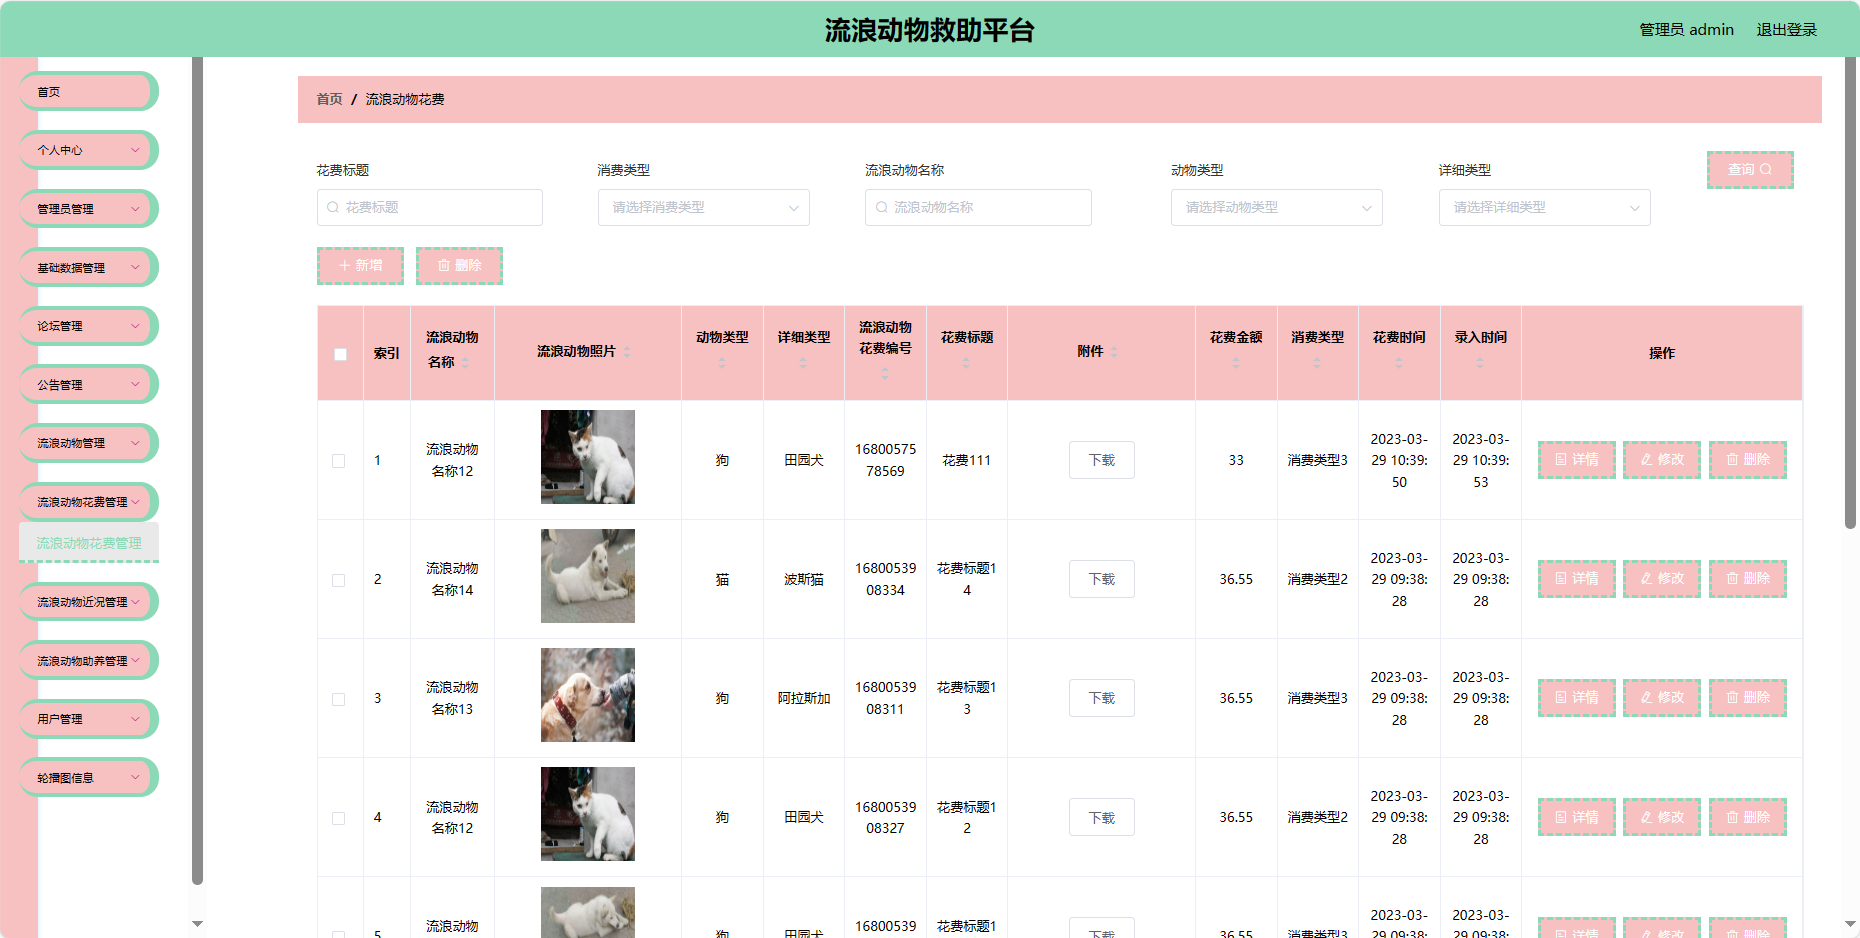 流浪动物救助平台
管理员 admin
退出登录
首页
个人中心
管理员管理
基础数据管理
论坛管理
公告管理
流浪动物管理
流浪动物花费管理
流浪动物花费管理
流浪动物近况管理
流浪动物助养管理
用户管理
轮播图信息
首页 / 流浪动物花费
花费标题 消费类型 流浪动物名称 动物类型 详细类型
花费标题 请选择消费类型 流浪动物名称 请选择动物类型 请选择详细类型
查询
新增 删除
索引
流浪动物
名称
流浪动物照片
动物类型
详细类型
流浪动物
花费编号
花费标题
附件
花费金额
消费类型
花费时间
录入时间
操作
1
流浪动物
名称12
狗
田园犬
16800575
78569
花费111
下载
33
消费类型3
2023-03-
29 10:39:
50
2023-03-
29 10:39:
53
详情 修改 删除
2
流浪动物
名称14
猫
波斯猫
16800539
08334
花费标题1
4
下载
36.55
消费类型2
2023-03-
29 09:38:
28
2023-03-
29 09:38:
28
详情 修改 删除
3
流浪动物
名称13
狗
阿拉斯加
16800539
08311
花费标题1
3
下载
36.55
消费类型3
2023-03-
29 09:38:
28
2023-03-
29 09:38:
28
详情 修改 删除
4
流浪动物
名称12
狗
田园犬
16800539
08327
花费标题1
2
下载
36.55
消费类型2
2023-03-
29 09:38:
28
2023-03-
29 09:38:
28
详情 修改 删除
5
流浪动物
狗
田园犬
16800539
花费标题1
下载
36.55
消费类型3
2023-03-
29 09:38:
2023-03-
29 09:38:
详情 修改 删除